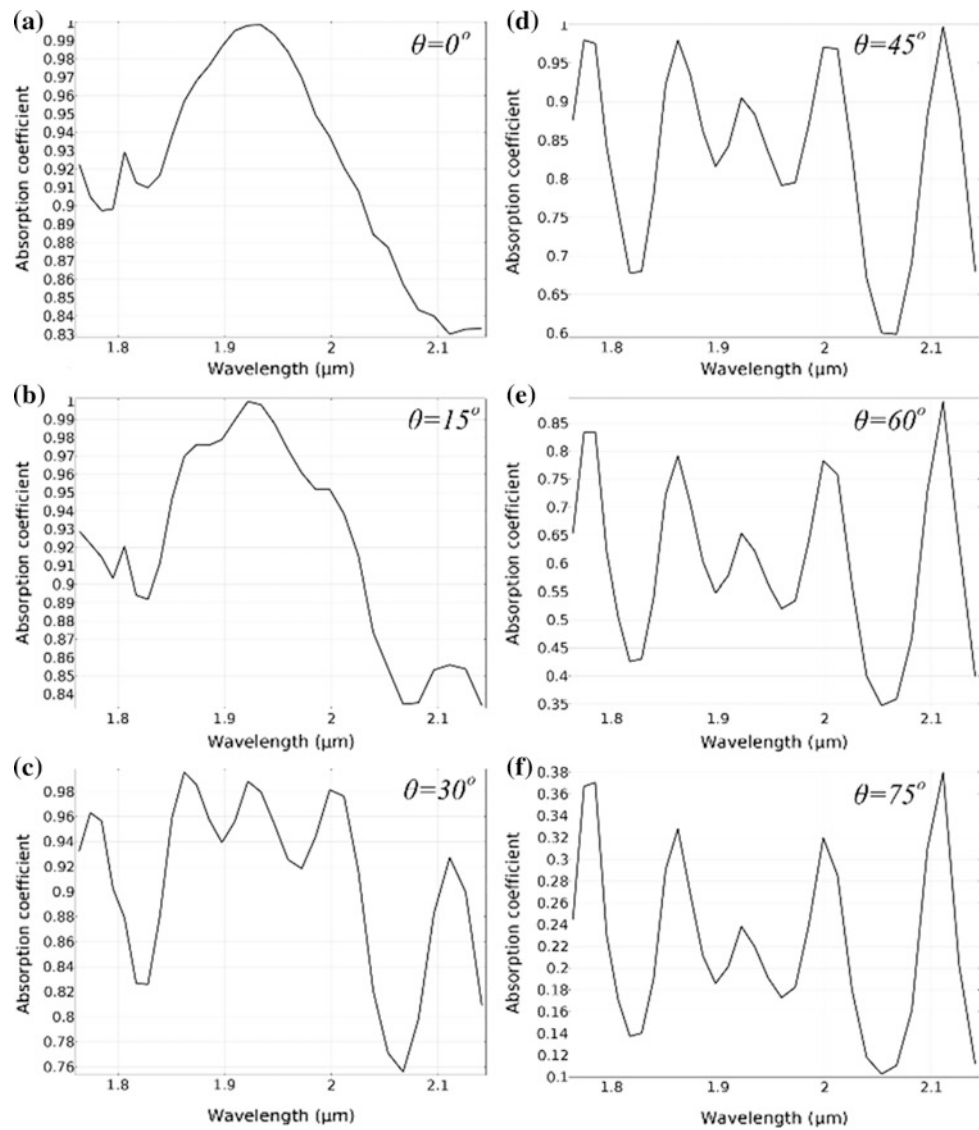 (a)
θ=0°
Absorption coefficient
1
0.99
0.98
0.97
0.96
0.95
0.94
0.93
0.92
0.91
0.9
0.89
0.88
0.87
0.86
0.85
0.84
0.83
1.8 1.9 2 2.1
Wavelength (μm)
(b)
θ=15°
Absorption coefficient
1
0.99
0.98
0.97
0.96
0.95
0.94
0.93
0.92
0.91
0.9
0.89
0.88
0.87
0.86
0.85
0.84
1.8 1.9 2 2.1
Wavelength (μm)
(c)
θ=30°
Absorption coefficient
0.98
0.96
0.94
0.92
0.9
0.88
0.86
0.84
0.82
0.8
0.78
0.76
1.8 1.9 2 2.1
Wavelength (μm)
(d)
θ=45°
Absorption coefficient
1
0.95
0.9
0.85
0.8
0.75
0.7
0.65
0.6
1.8 1.9 2 2.1
Wavelength (μm)
(e)
θ=60°
Absorption coefficient
0.85
0.8
0.75
0.7
0.65
0.6
0.55
0.5
0.45
0.4
0.35
1.8 1.9 2 2.1
Wavelength (μm)
(f)
θ=75°
Absorption coefficient
0.38
0.36
0.34
0.32
0.3
0.28
0.26
0.24
0.22
0.2
0.18
0.16
0.14
0.12
0.1
1.8 1.9 2 2.1
Wavelength (μm)